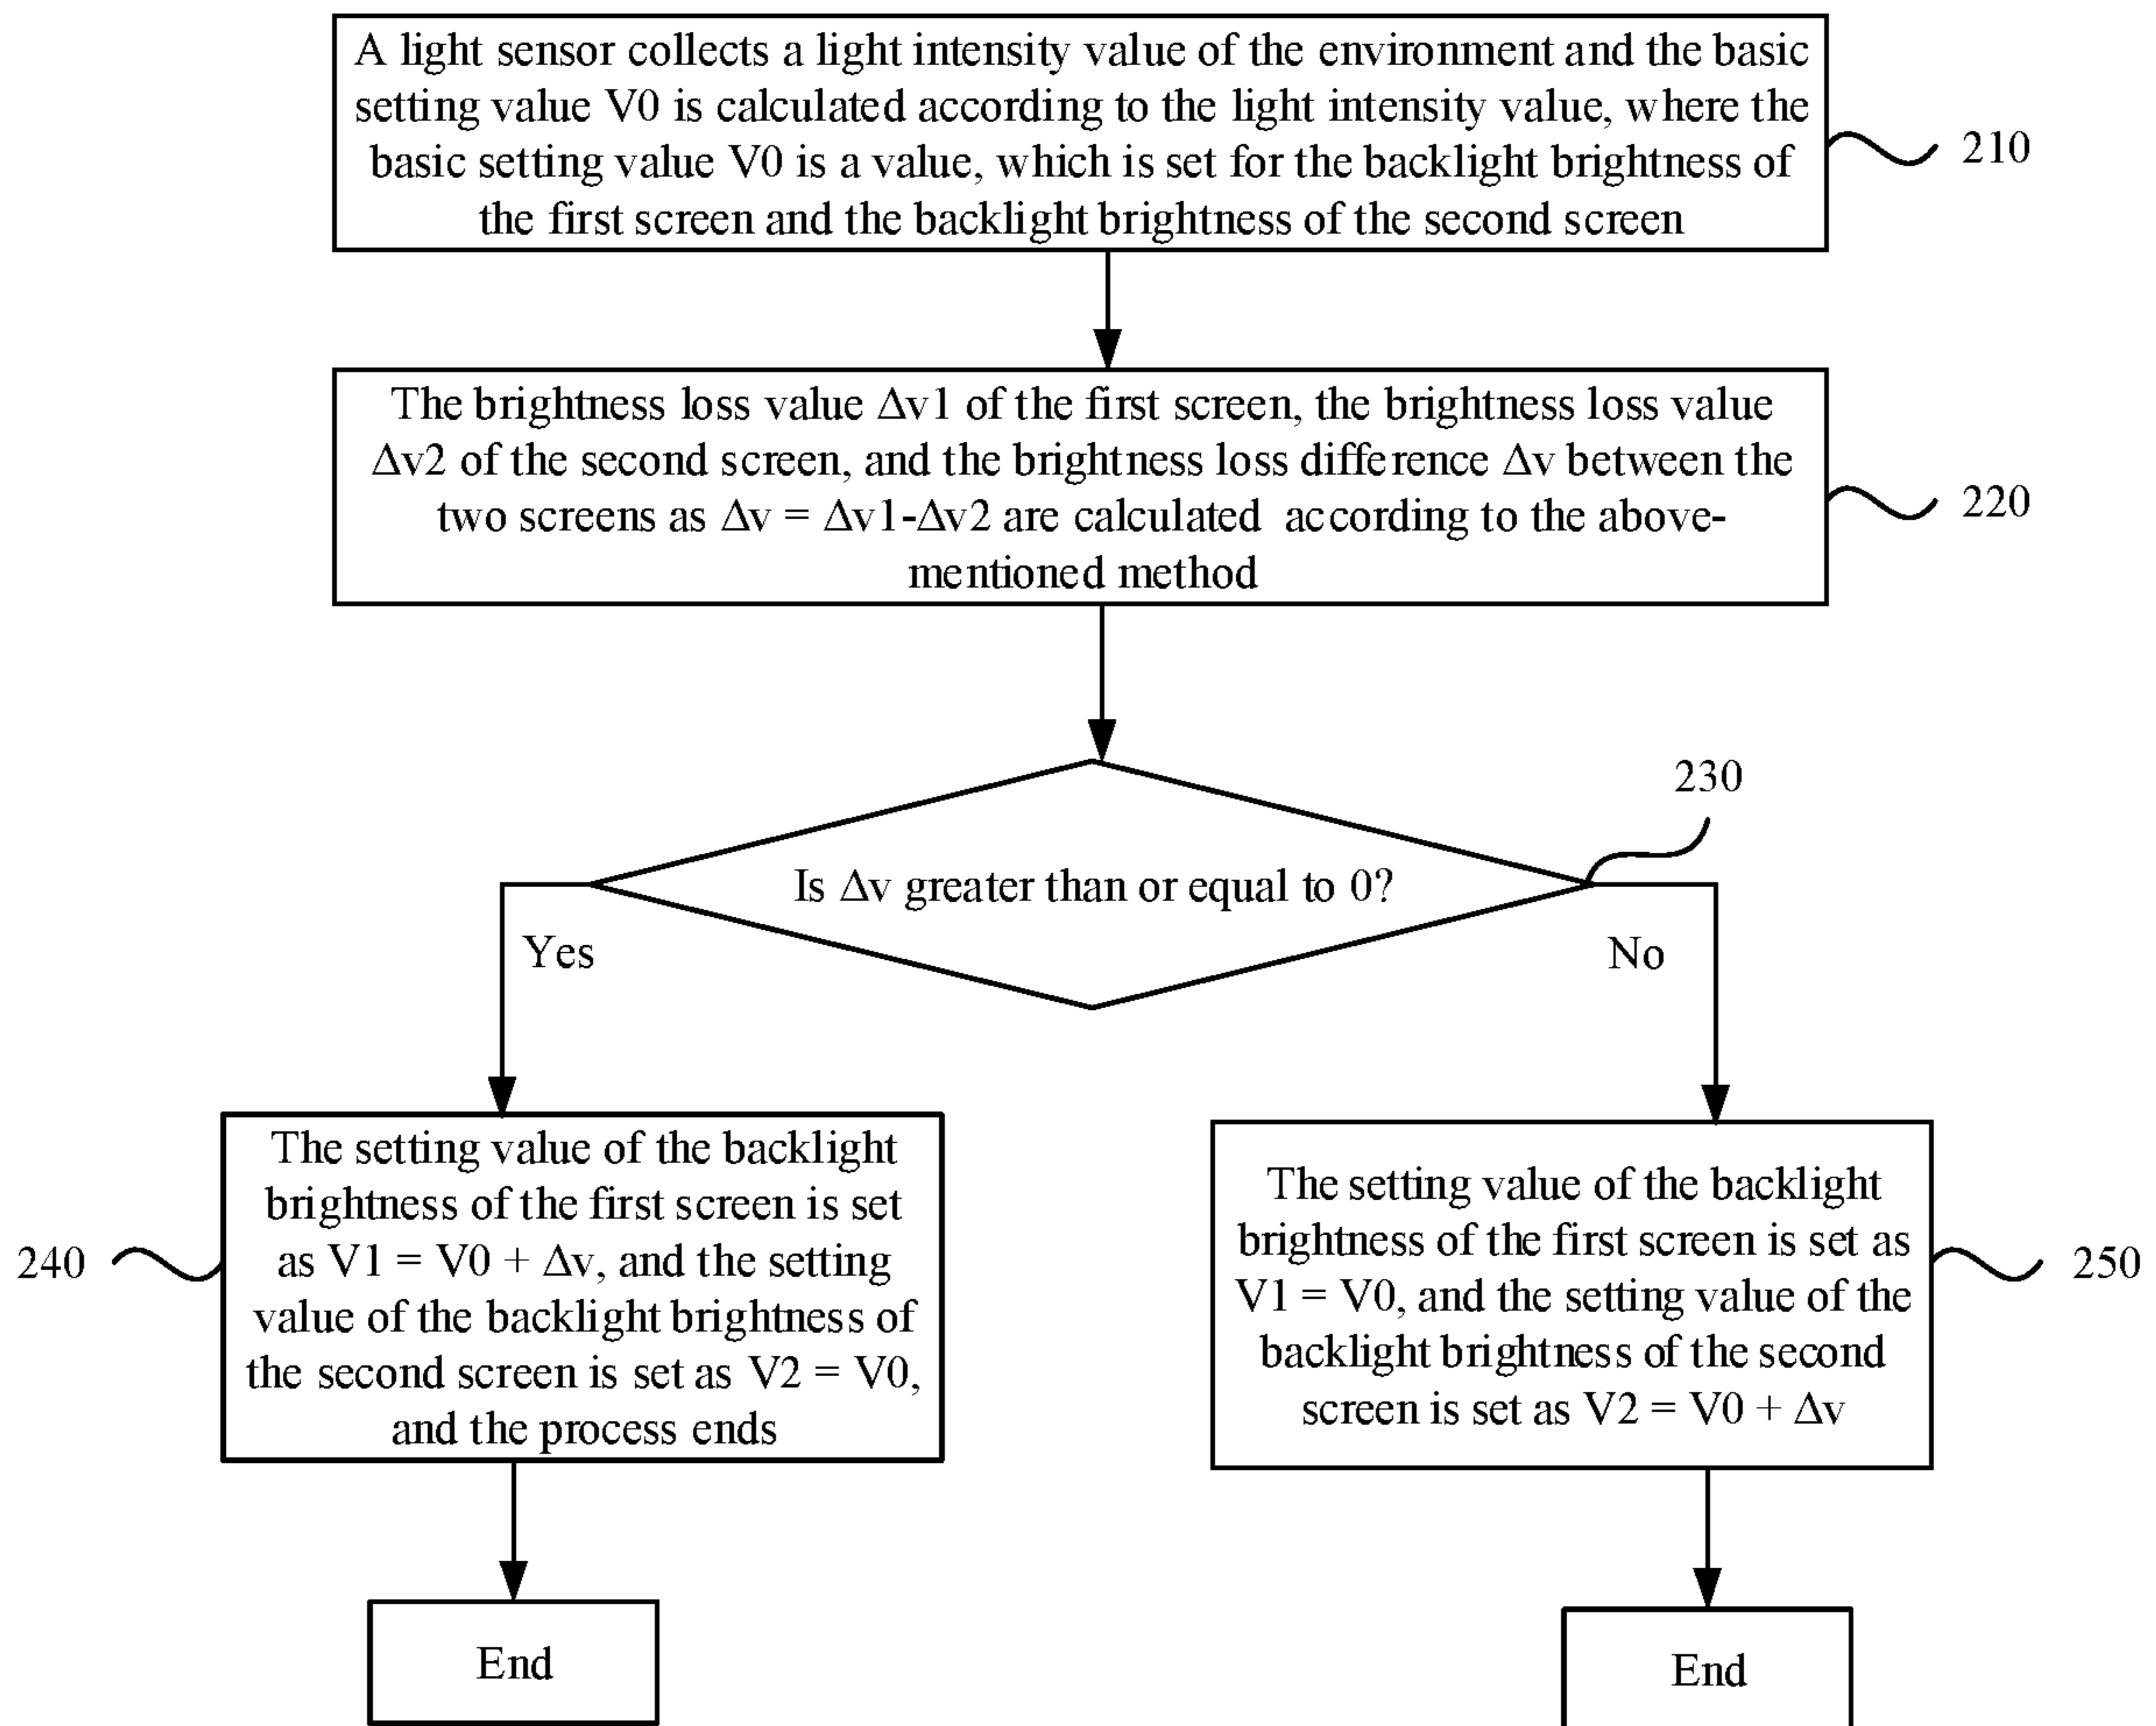 A light sensor collects a light intensity value of the environment and the basic
setting value V0 is calculated according to the light intensity value, where the
basic setting value V0 is a value, which is set for the backlight brightness of
the first screen and the backlight brightness of the second screen
210
The brightness loss value Δv1 of the first screen, the brightness loss value
Δv2 of the second screen, and the brightness loss difference Δv between the
two screens as Δv = Δv1-Δv2 are calculated according to the above-
mentioned method
220
230
Is Δv greater than or equal to 0?
Yes
No
The setting value of the backlight
brightness of the first screen is set
as V1 = V0 + Δv, and the setting
value of the backlight brightness of
the second screen is set as V2 = V0,
and the process ends
240
The setting value of the backlight
brightness of the first screen is set as
V1 = V0, and the setting value of the
backlight brightness of the second
screen is set as V2 = V0 + Δv
250
End
End